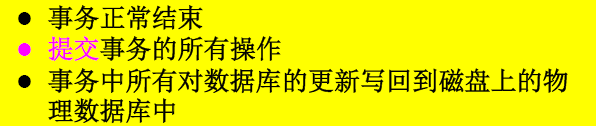 ● 事务正常结束
● 提交事务的所有操作
● 事务中所有对数据库的更新写回到磁盘上的物
理数据库中